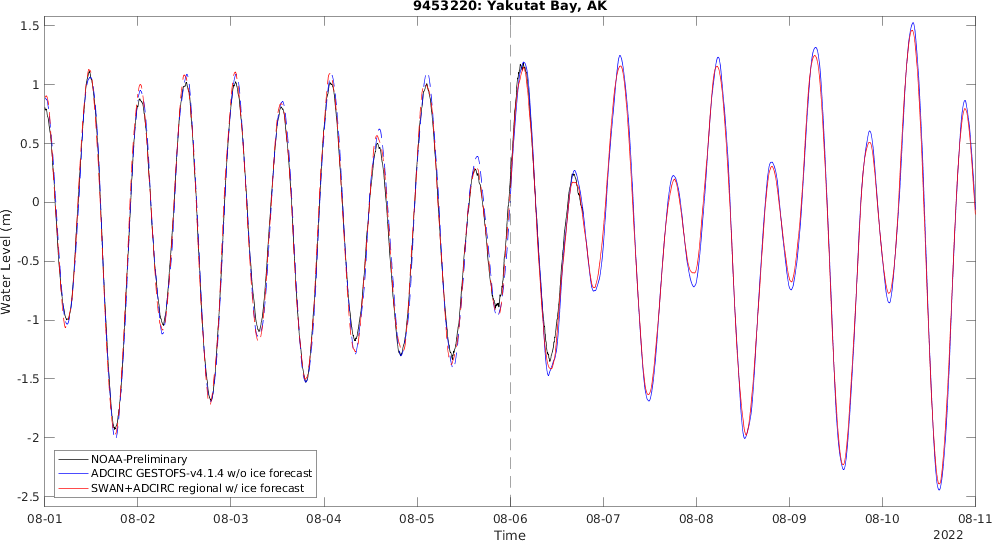 9453220: Yakutat Bay, AK
Water Level (m)
1.5
1
0.5
0
-0.5
-1
-1.5
-2
-2.5
NOAA-Preliminary
ADCIRC GESTOFS-v4.1.4 w/o ice forecast
SWAN+ADCIRC regional w/ ice forecast
08-01 08-02 08-03 08-04 08-05 08-06 08-07 08-08 08-09 08-10 08-11
Time
2022